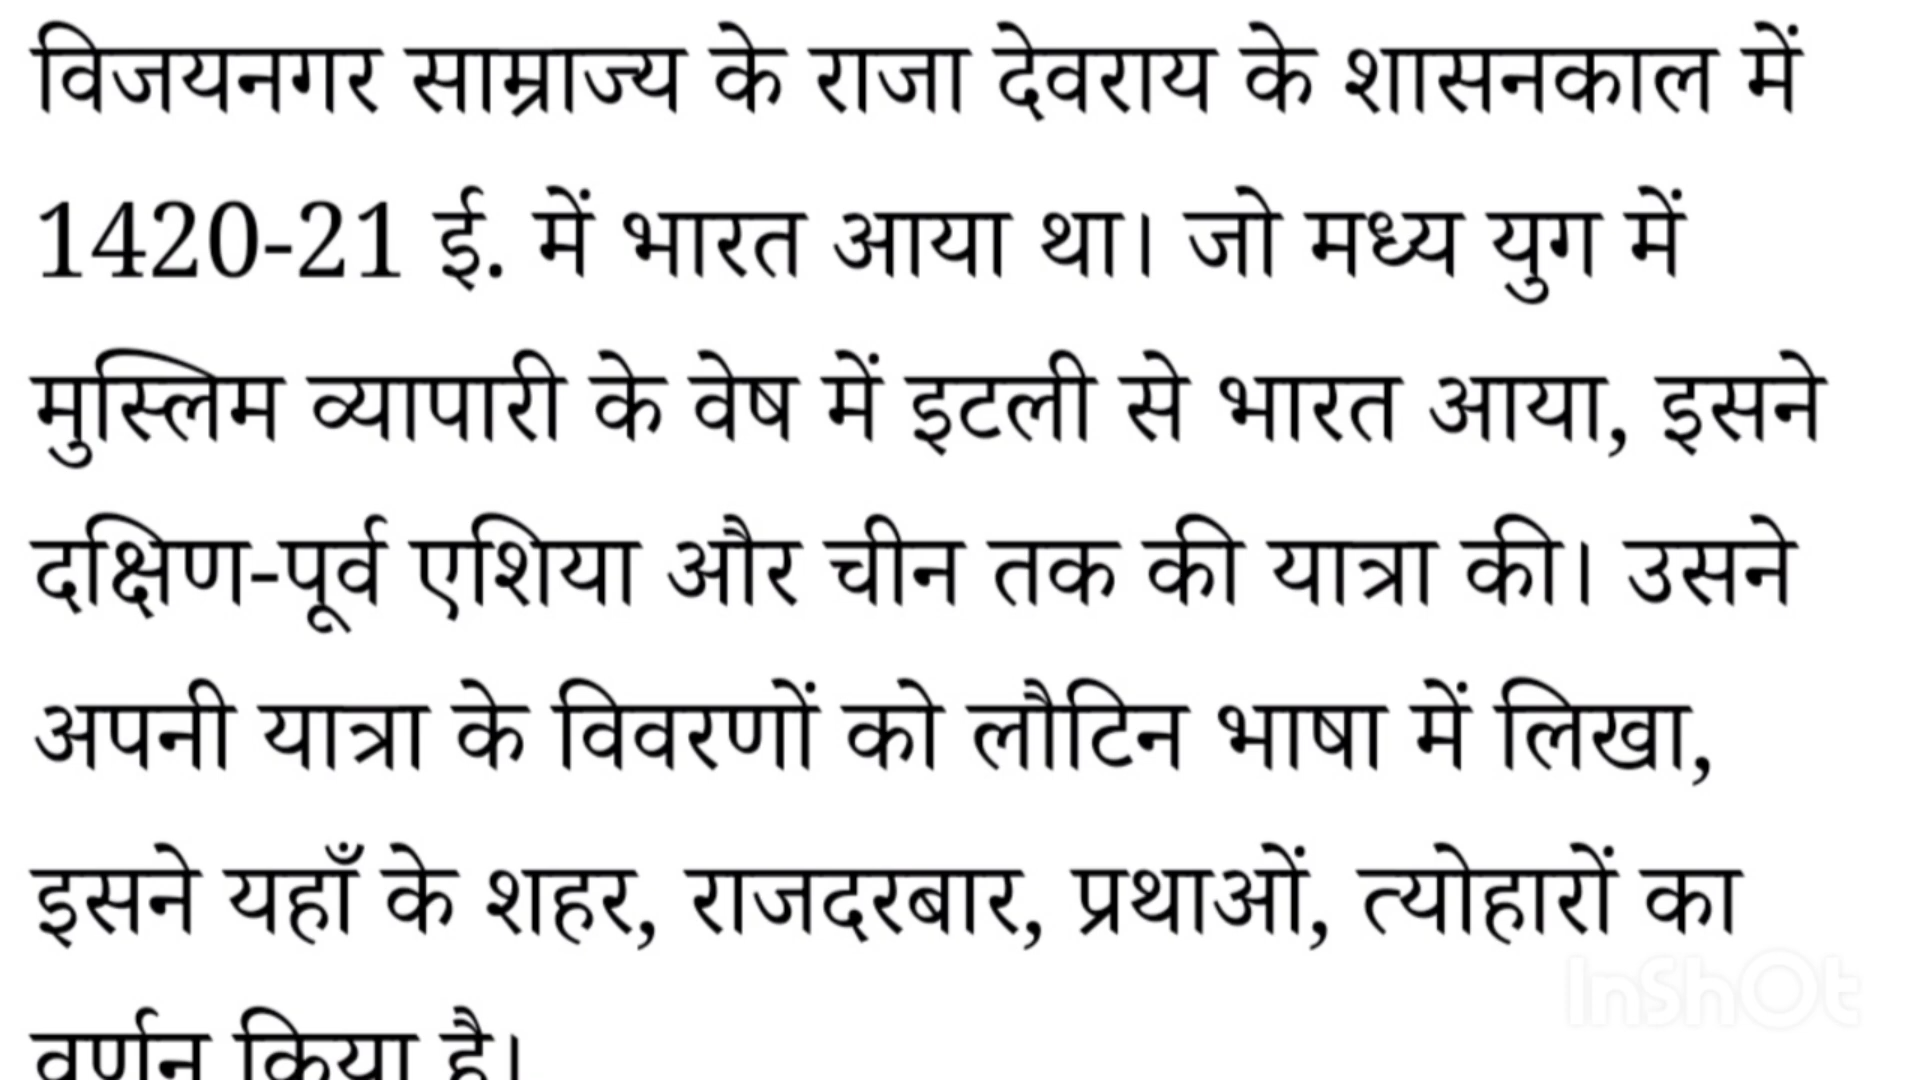 विजयनगर साम्राज्य के राजा देवराय के शासनकाल में
1420-21 ई. में भारत आया था। जो मध्य युग में
मुस्लिम व्यापारी के वेष में इटली से भारत आया, इसने
दक्षिण-पूर्व एशिया और चीन तक की यात्रा की। उसने
अपनी यात्रा के विवरणों को लौटिन भाषा में लिखा,
इसने यहाँ के शहर, राजदरबार, प्रथाओं, त्योहारों का
वर्णन किया है।
InShOt